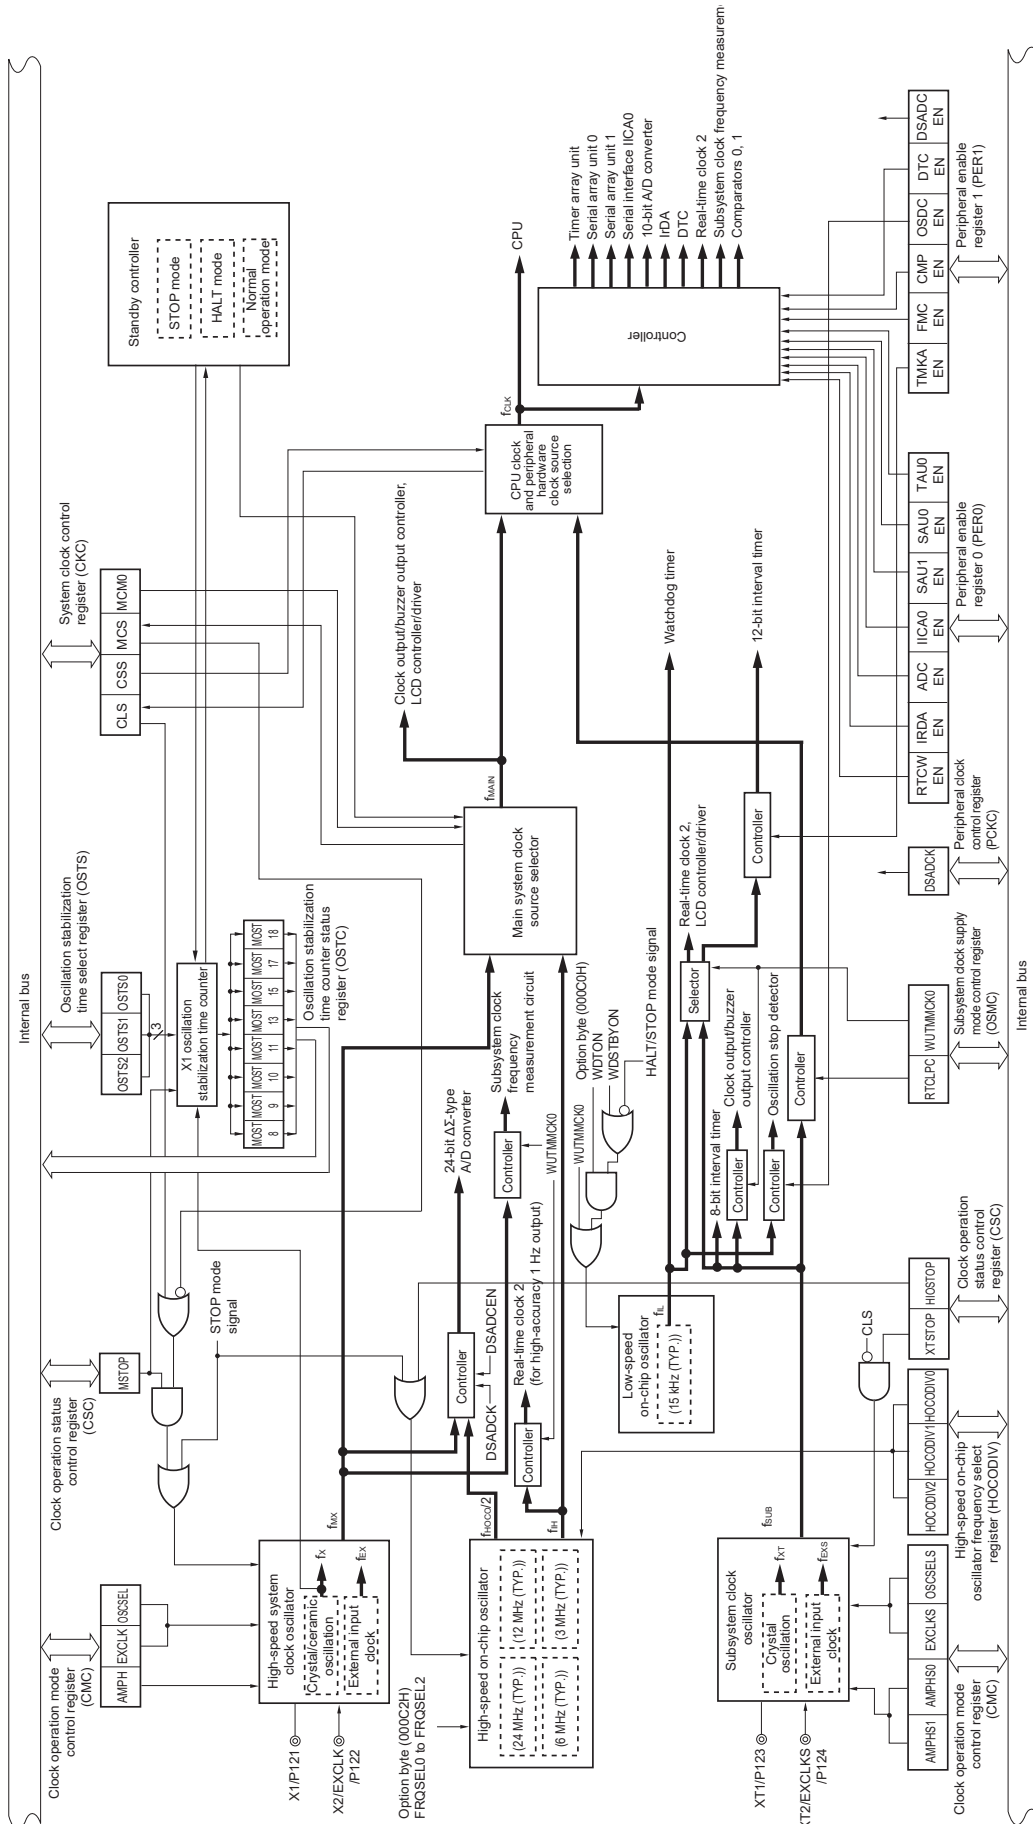 Internal bus
Clock operation mode
control register
(CMC)
AMPH
EXCLK
OSCSEL
Clock operation status
control register
(CSC)
MSTOP
STOP mode
signal
Oscillation stabilization
time select register (OSTS)
OSTS2
OSTS1
OSTS0
3
X1 oscillation
stabilization time counter
MOST
8
MOST
9
MOST
10
MOST
11
MOST
13
MOST
15
MOST
17
MOST
18
Oscillation stabilization
time counter status
register (OSTC)
System clock control
register (CKC)
CLS
CSS
MCS
MCM0
Standby controller
STOP mode
HALT mode
Normal
operation mode
X1/P121
X2/EXCLK
/P122
High-speed system
clock oscillator
Crystal/ceramic
oscillation
fX
External input
clock
fEX
fMX
Option byte (000C2H)
FRQSEL0 to FRQSEL2
High-speed on-chip oscillator
(24 MHz (TYP.))
(12 MHz (TYP.))
(6 MHz (TYP.))
(3 MHz (TYP.))
fHOCO/2
fIH
Controller
DSADCK
DSADCEN
24-bit ΔΣ-type
A/D converter
Controller
Real-time clock 2
(for high-accuracy 1 Hz output)
WUTMMCK0
Controller
Subsystem clock
frequency
measurement circuit
Main system clock
source selector
fMAIN
Clock output/buzzer output controller,
LCD controller/driver
CPU clock
and peripheral
hardware
clock source
selection
fCLK
CPU
Controller
Timer array unit
Serial array unit 0
Serial array unit 1
Serial interface IICA0
10-bit A/D converter
IrDA
DTC
Real-time clock 2
Subsystem clock frequency measuremen
Comparators 0, 1
Low-speed
on-chip oscillator
(15 kHz (TYP.))
fIL
WUTMMCK0
Option byte (000C0H)
WDTON
WDSTBYON
HALT/STOP mode signal
Watchdog timer
8-bit interval timer
Controller
Clock output/buzzer
output controller
Controller
Oscillation stop detector
Selector
Real-time clock 2,
LCD controller/driver
Controller
12-bit interval timer
Controller
XT1/P123
XT2/EXCLKS
/P124
Subsystem clock
oscillator
Crystal
oscillation
fXT
External input
clock
fEXS
fSUB
CLS
AMPHS1
AMPHS0
EXCLKS
OSCSELS
Clock operation mode
control register
(CMC)
HOCODIV2
HOCODIV1
HOCODIV0
High-speed on-chip
oscillator frequency select
register (HOCODIV)
XTSTOP
HIOSTOP
Clock operation
status control
register (CSC)
RTCLPC
WUTMMCK0
Subsystem clock supply
mode control register
(OSMC)
DSADCK
Peripheral clock
control register
(PCKC)
RTCW
EN
IRDA
EN
ADC
EN
IICA0
EN
SAU1
EN
SAU0
EN
TAU0
EN
Peripheral enable
register 0 (PER0)
TMKA
EN
FMC
EN
CMP
EN
OSDC
EN
DTC
EN
DSADC
EN
Peripheral enable
register 1 (PER1)
Internal bus